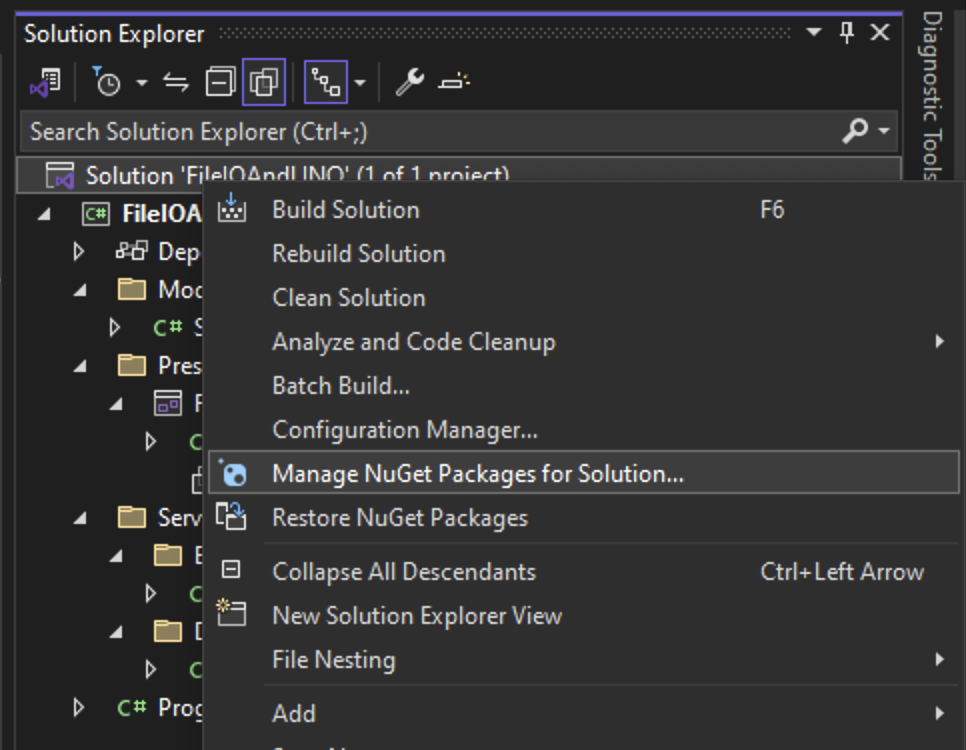 Solution Explorer
Diagnostic Tools
Search Solution Explorer (Ctrl+;)
Solution 'FileIOAndLINQ' (1 of 1 project)
C# FileIOA
Build Solution F6
Dep
Rebuild Solution
Moc
Clean Solution
C# S
Analyze and Code Cleanup
Pres
Batch Build...
F
Configuration Manager...
C
Manage NuGet Packages for Solution...
Serv
Restore NuGet Packages
E
Collapse All Descendants Ctrl+Left Arrow
C
New Solution Explorer View
File Nesting
C
C# Prog
Add